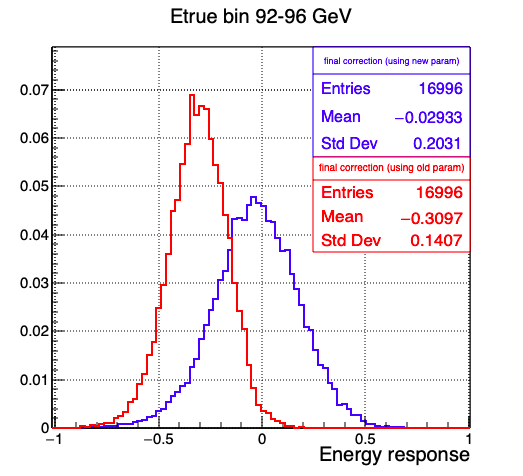 Etrue bin 92-96 GeV
final correction (using new param)
Entries 16996
Mean −0.02933
Std Dev 0.2031
final correction (using old param)
Entries 16996
Mean −0.3097
Std Dev 0.1407
0.07
0.06
0.05
0.04
0.03
0.02
0.01
0
−1 −0.5 0 0.5 1
Energy response